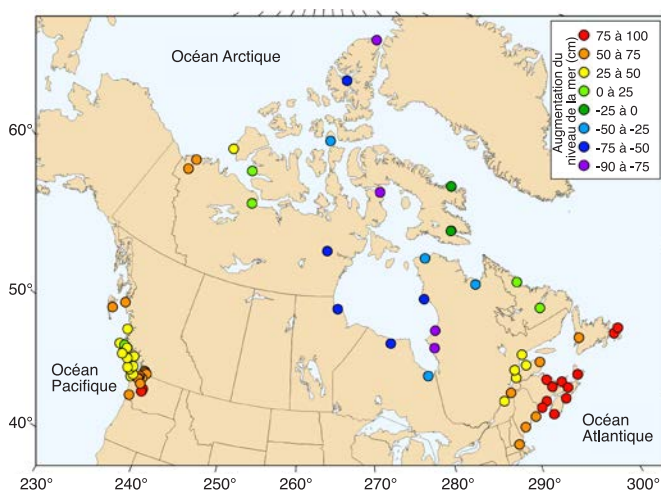 Océan Arctique
Augmentation du
niveau de la mer (cm)
75 à 100
50 à 75
25 à 50
0 à 25
-25 à 0
-50 à -25
-75 à -50
-90 à -75
60°
50°
40°
Océan
Pacifique
Océan
Atlantique
230°
240°
250°
260°
270°
280°
290°
300°